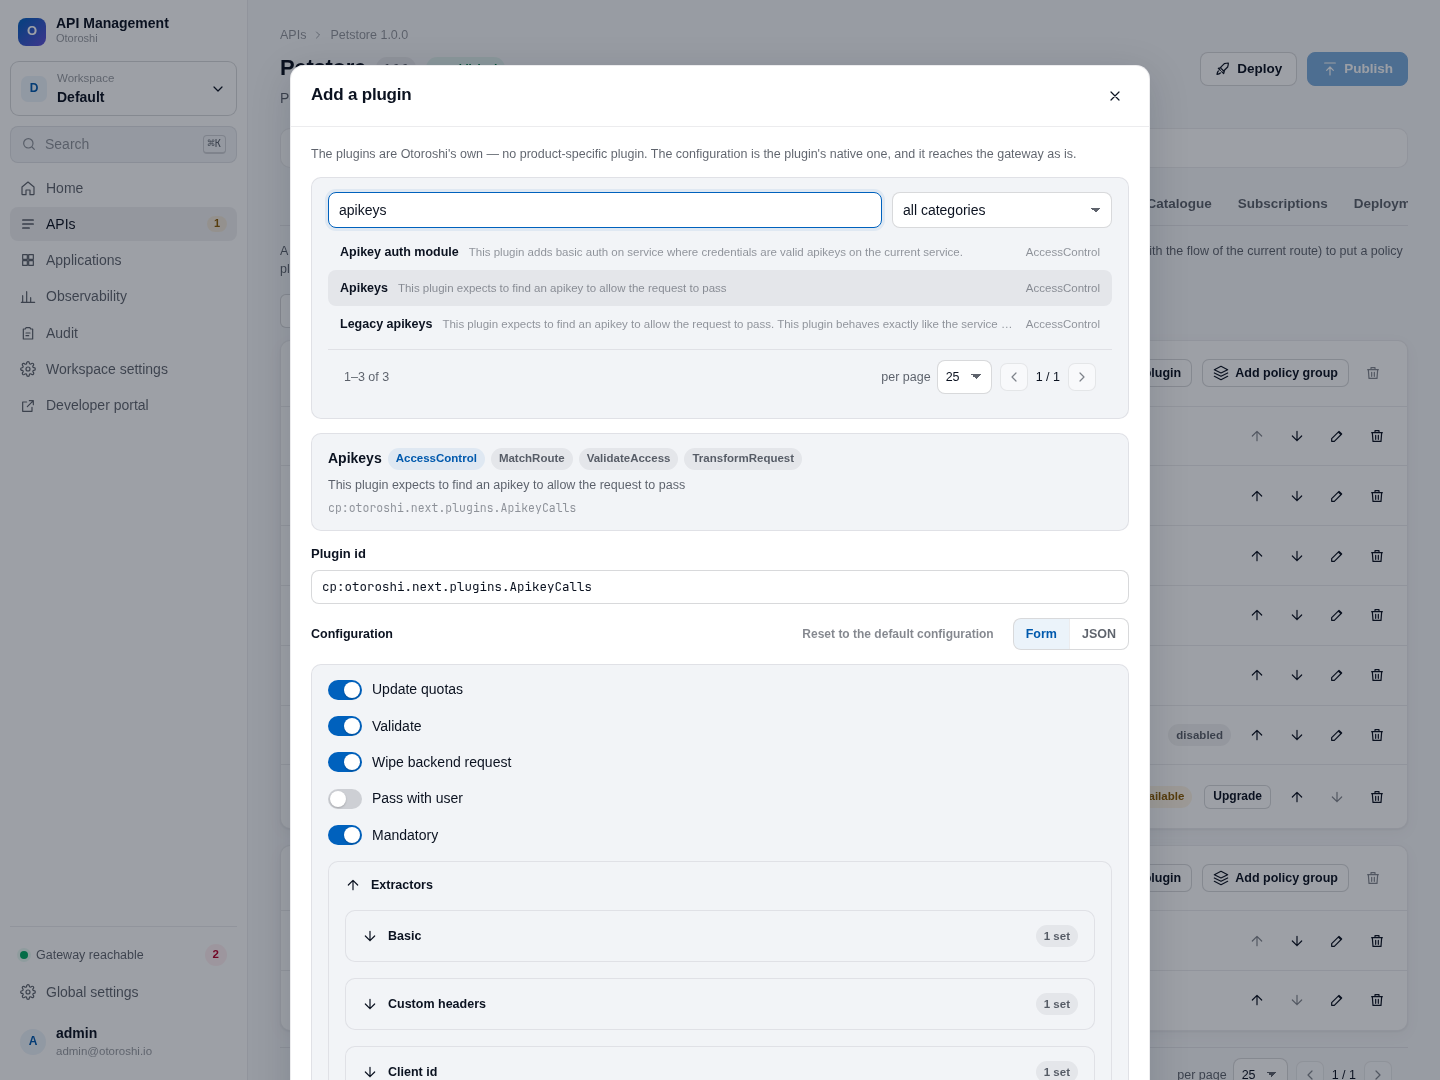 O
API Management
Otoroshi
D
Workspace
Default
Search
⌘K
Home
APIs
1
Applications
Observability
Audit
Workspace settings
Developer portal
Gateway reachable
2
Global settings
A
admin
admin@otoroshi.io
APIs
Petstore 1.0.0
Petstore
Deploy
Publish
Catalogue
Subscriptions
Deploym
ith the flow of the current route) to put a policy
pl
lugin
Add policy group
disabled
ailable
Upgrade
lugin
Add policy group
per page
25
1 / 1
Add a plugin
The plugins are Otoroshi's own — no product-specific plugin. The configuration is the plugin's native one, and it reaches the gateway as is.
apikeys
all categories
Apikey auth module This plugin adds basic auth on service where credentials are valid apikeys on the current service. AccessControl
Apikeys This plugin expects to find an apikey to allow the request to pass AccessControl
Legacy apikeys This plugin expects to find an apikey to allow the request to pass. This plugin behaves exactly like the service … AccessControl
1–3 of 3
per page
25
1 / 1
Apikeys AccessControl MatchRoute ValidateAccess TransformRequest
This plugin expects to find an apikey to allow the request to pass
cp:otoroshi.next.plugins.ApikeyCalls
Plugin id
cp:otoroshi.next.plugins.ApikeyCalls
Configuration
Reset to the default configuration
Form
JSON
Update quotas
Validate
Wipe backend request
Pass with user
Mandatory
Extractors
Basic
1 set
Custom headers
1 set
Client id
1 set